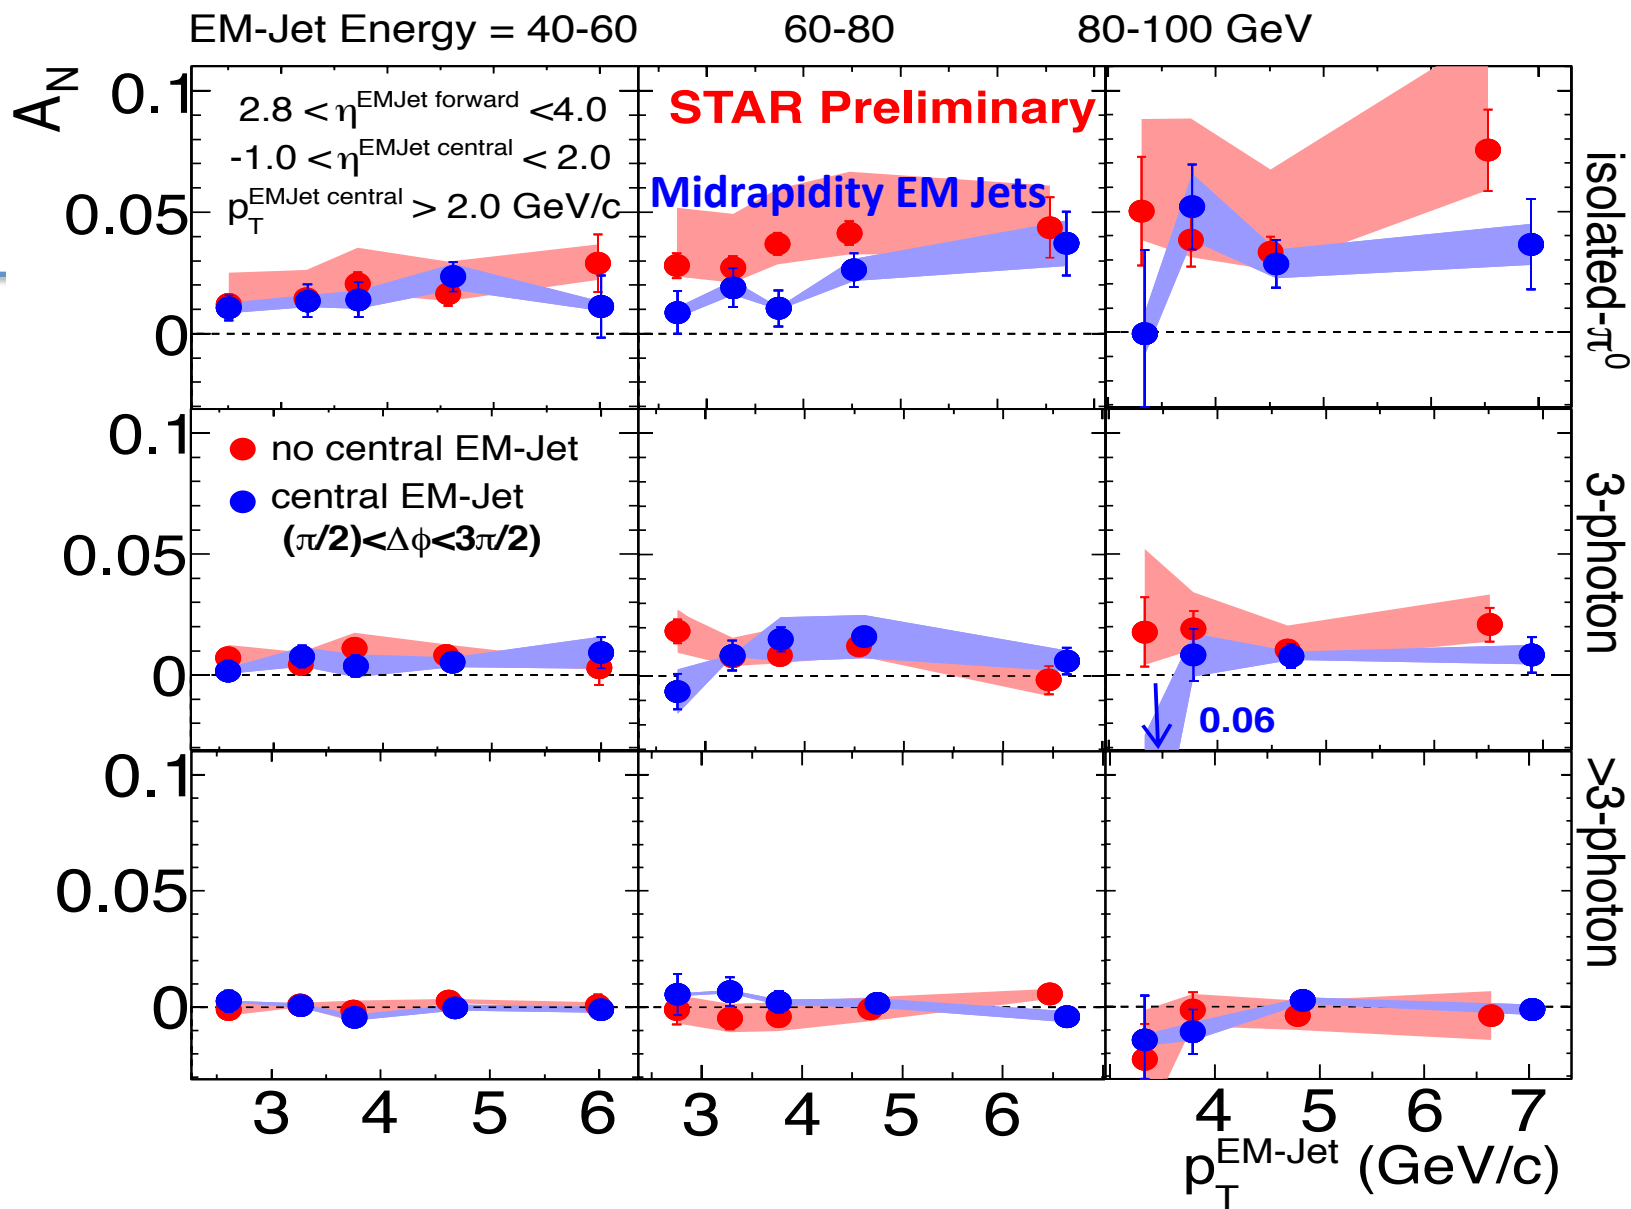 EM-Jet Energy = 40-60 60-80 80-100 GeV
A_N
0.1
0.05
0
2.8 < η^EMJet forward <4.0
-1.0 < η^EMJet central < 2.0
p_T^EMJet central > 2.0 GeV/c
STAR Preliminary
Midrapidity EM Jets
isolated-π^0
0.1
0.05
0
no central EM-Jet
central EM-Jet
(π/2)<Δϕ<3π/2)
0.06
3-photon
0.1
0.05
0
>3-photon
3 4 5 6 3 4 5 6 4 5 6 7
p_T^EM-Jet (GeV/c)